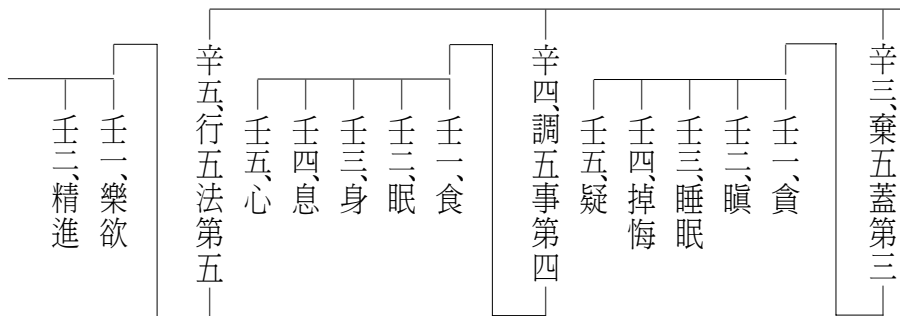 辛三、棄五蓋第三
壬一、貪
壬二、瞋
壬三、睡眠
壬四、掉悔
壬五、疑
辛四、調五事第四
壬一、食
壬二、眠
壬三、身
壬四、息
壬五、心
辛五、行五法第五
壬一、樂欲
壬二、精進